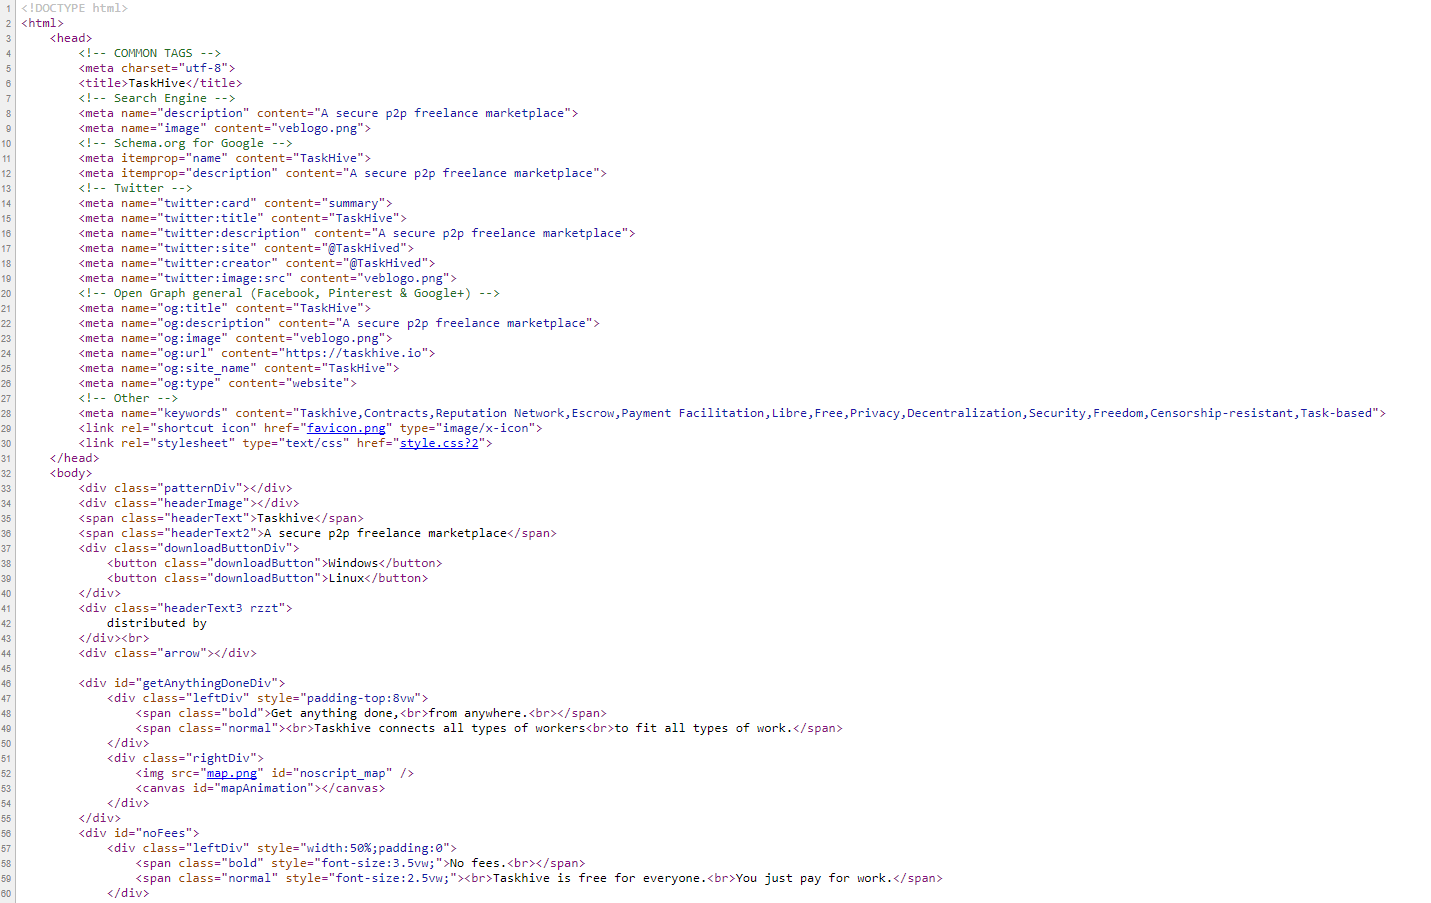 1 <!DOCTYPE html>
2 <html>
3 <head>
4 <!-- COMMON TAGS -->
5 <meta charset="utf-8">
6 <title>TaskHive</title>
7 <!-- Search Engine -->
8 <meta name="description" content="A secure p2p freelance marketplace">
9 <meta name="image" content="veblogo.png">
10 <!-- Schema.org for Google -->
11 <meta itemprop="name" content="TaskHive">
12 <meta itemprop="description" content="A secure p2p freelance marketplace">
13 <!-- Twitter -->
14 <meta name="twitter:card" content="summary">
15 <meta name="twitter:title" content="TaskHive">
16 <meta name="twitter:description" content="A secure p2p freelance marketplace">
17 <meta name="twitter:site" content="@TaskHived">
18 <meta name="twitter:creator" content="@TaskHived">
19 <meta name="twitter:image:src" content="veblogo.png">
20 <!-- Open Graph general (Facebook, Pinterest & Google+) -->
21 <meta name="og:title" content="TaskHive">
22 <meta name="og:description" content="A secure p2p freelance marketplace">
23 <meta name="og:image" content="veblogo.png">
24 <meta name="og:url" content="https://taskhive.io">
25 <meta name="og:site_name" content="TaskHive">
26 <meta name="og:type" content="website">
27 <!-- Other -->
28 <meta name="keywords" content="Taskhive,Contracts,Reputation Network,Escrow,Payment Facilitation,Libre,Free,Privacy,Decentralization,Security,Freedom,Censorship-resistant,Task-based">
29 <link rel="shortcut icon" href="favicon.png" type="image/x-icon">
30 <link rel="stylesheet" type="text/css" href="style.css?2">
31 </head>
32 <body>
33 <div class="patternDiv"></div>
34 <div class="headerImage"></div>
35 <span class="headerText">Taskhive</span>
36 <span class="headerText2">A secure p2p freelance marketplace</span>
37 <div class="downloadButtonDiv">
38 <button class="downloadButton">Windows</button>
39 <button class="downloadButton">Linux</button>
40 </div>
41 <div class="headerText3 rzzt">
42 distributed by
43 </div><br>
44 <div class="arrow"></div>
45
46 <div id="getAnythingDoneDiv">
47 <div class="leftDiv" style="padding-top:8vw">
48 <span class="bold">Get anything done,<br>from anywhere.<br></span>
49 <span class="normal"><br>Taskhive connects all types of workers<br>to fit all types of work.</span>
50 </div>
51 <div class="rightDiv">
52 <img src="map.png" id="noscript_map" />
53 <canvas id="mapAnimation"></canvas>
54 </div>
55 </div>
56 <div id="noFees">
57 <div class="leftDiv" style="width:50%;padding:0">
58 <span class="bold" style="font-size:3.5vw;">No fees.<br></span>
59 <span class="normal" style="font-size:2.5vw;"><br>Taskhive is free for everyone.<br>You just pay for work.</span>
60 </div>